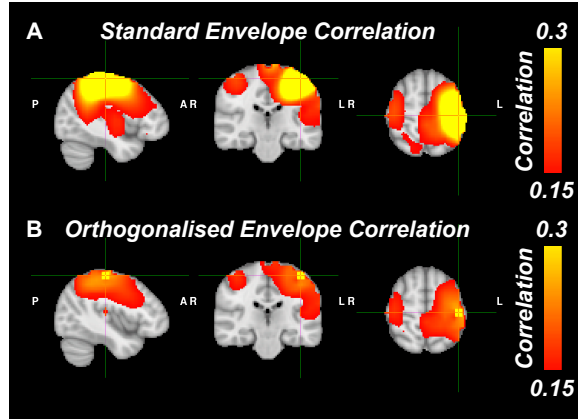 A Standard Envelope Correlation
0.3
P
A R
L R
L
Correlation
0.15
B Orthogonalised Envelope Correlation
0.3
P
A R
L R
L
Correlation
0.15